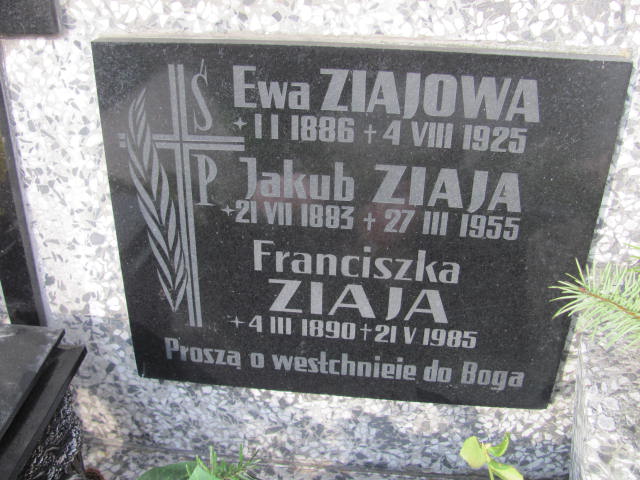 Ś P
Ewa ZIAJOWA
* 1 I 1886 + 4 VIII 1925
Jakub ZIAJA
* 21 VII 1883 + 27 III 1955
Franciszka
ZIAJA
* 4 III 1890 + 21 V 1985
Proszą o westchnieie do Boga